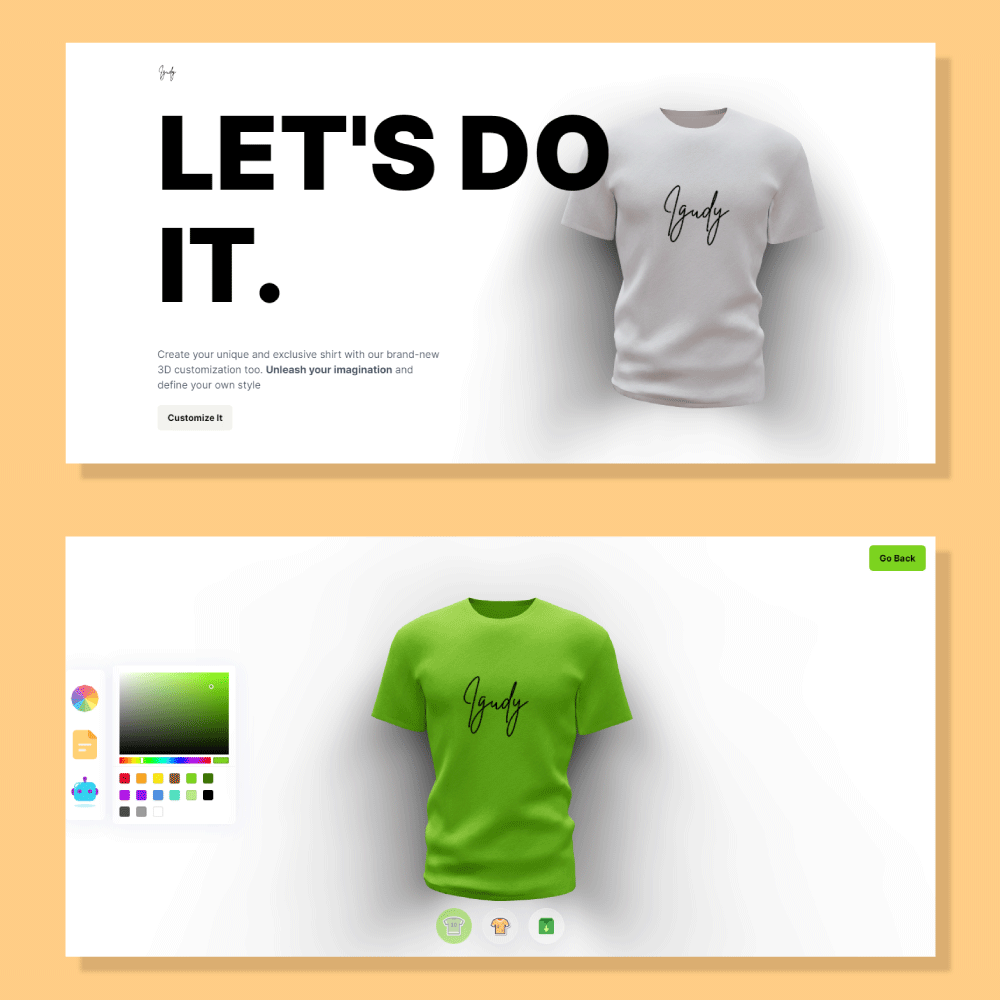 Igudy
LET'S DO
IT.
Igudy
Create your unique and exclusive shirt with our brand-new
3D customization too. Unleash your imagination and
define your own style
Customize It
Go Back
Igudy